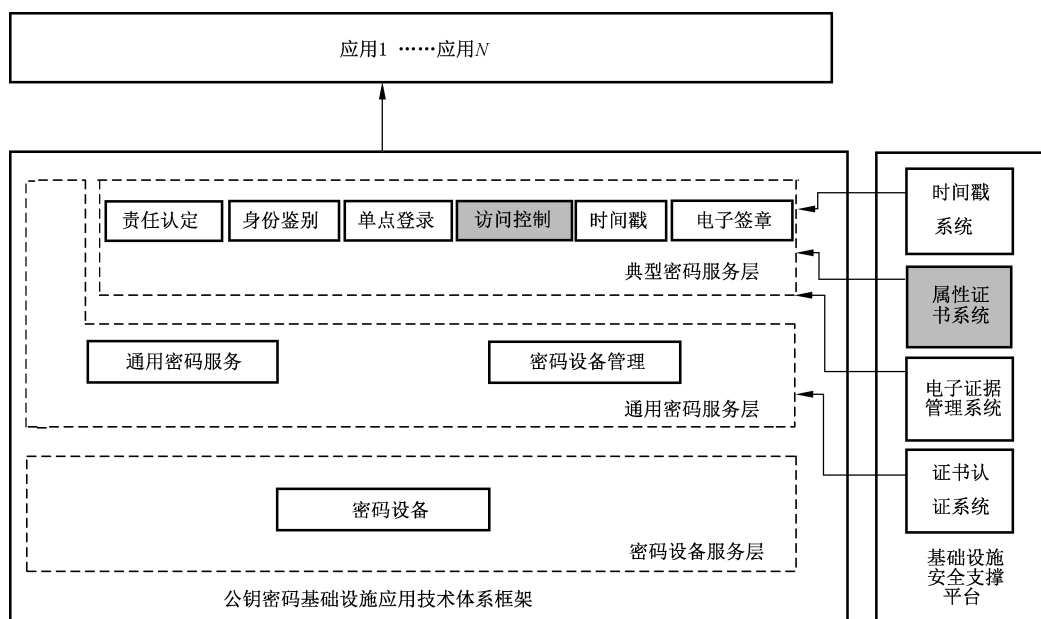 应用1 ……应用N
责任认定
身份鉴别
单点登录
访问控制
时间戳
电子签章
典型密码服务层
通用密码服务
密码设备管理
通用密码服务层
密码设备
密码设备服务层
公钥密码基础设施应用技术体系框架
时间戳
系统
属性证
书系统
电子证据
管理系统
证书认
证系统
基础设施
安全支撑
平台